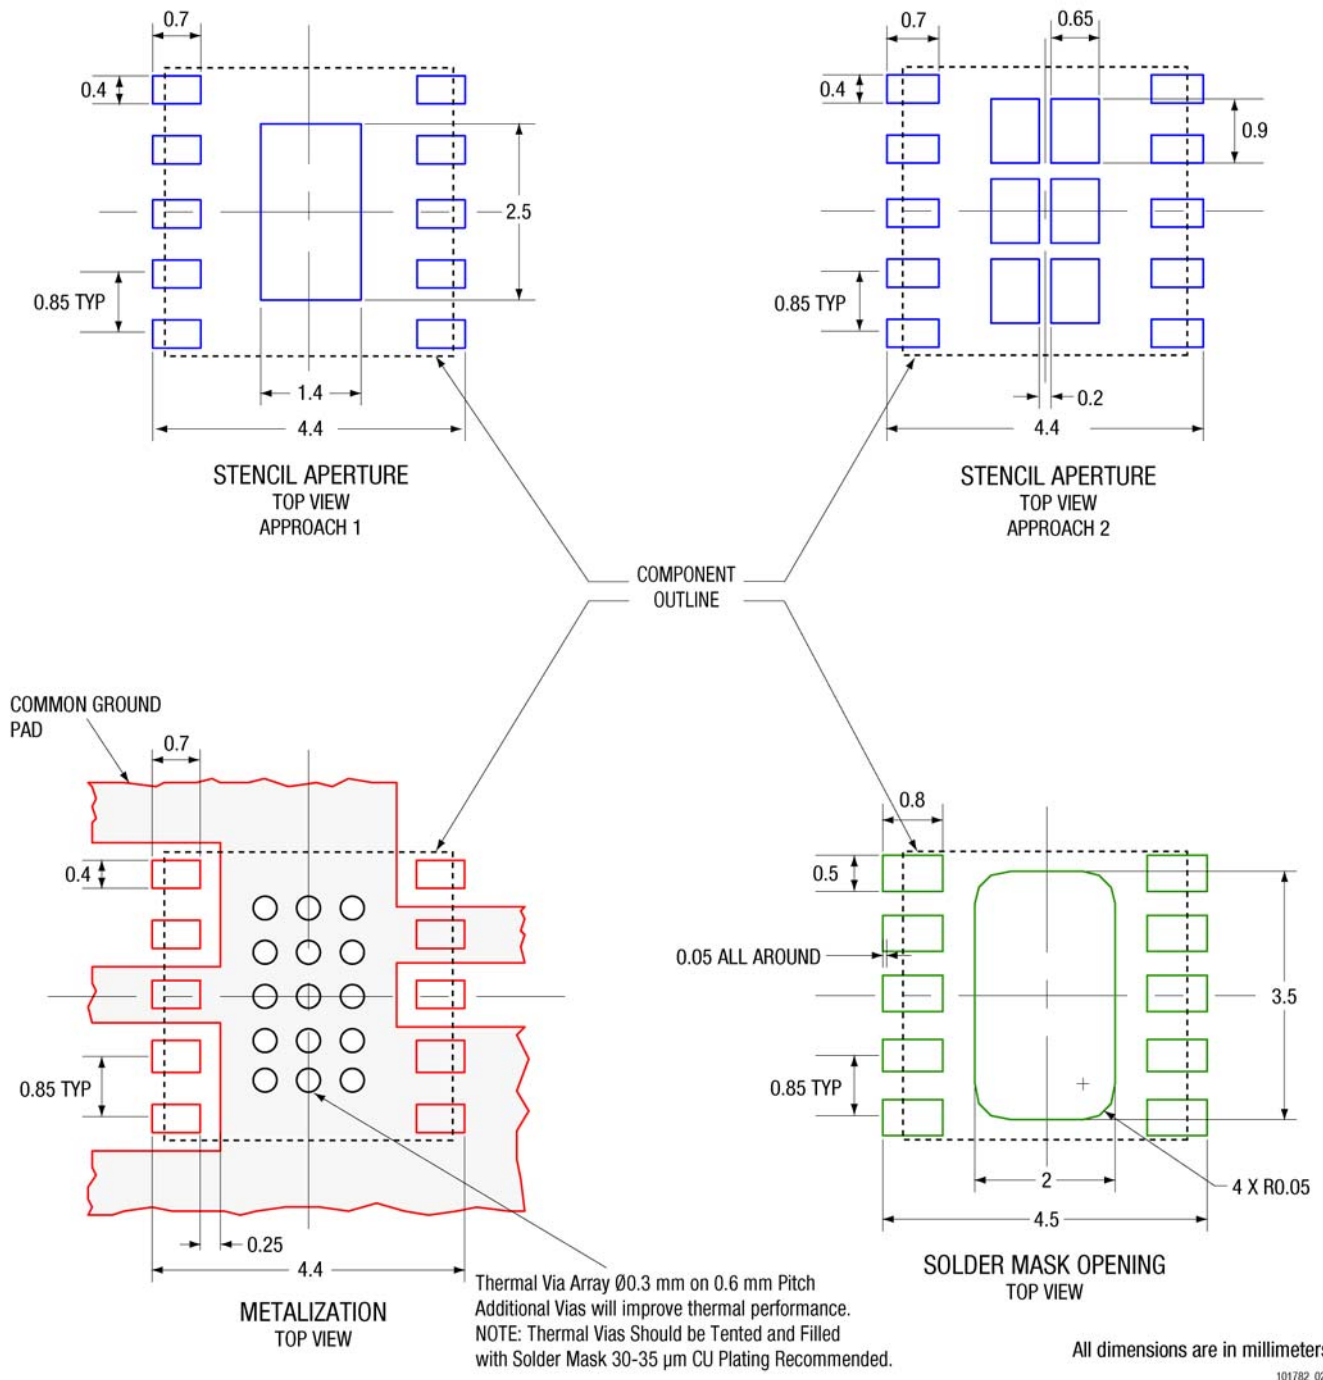 0.7
0.4
2.5
0.85 TYP
1.4
4.4
STENCIL APERTURE
TOP VIEW
APPROACH 1
0.7
0.65
0.4
0.9
0.85 TYP
0.2
4.4
STENCIL APERTURE
TOP VIEW
APPROACH 2
COMPONENT
OUTLINE
COMMON GROUND
PAD
0.7
0.4
0.85 TYP
0.25
4.4
METALIZATION
TOP VIEW
Thermal Via Array Ø0.3 mm on 0.6 mm Pitch
Additional Vias will improve thermal performance.
NOTE: Thermal Vias Should be Tented and Filled
with Solder Mask 30-35 µm CU Plating Recommended.
0.8
0.5
0.05 ALL AROUND
3.5
0.85 TYP
2
4 X R0.05
4.5
SOLDER MASK OPENING
TOP VIEW
All dimensions are in millimeters
101782_02